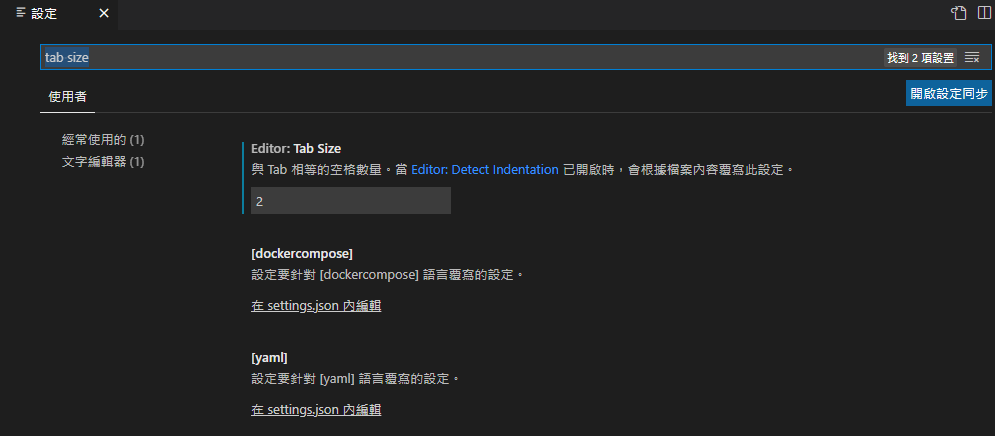 設定
tab size
找到 2 項設置
使用者
開啟設定同步
經常使用的 (1)
文字編輯器 (1)
Editor: Tab Size
與 Tab 相等的空格數量。當 Editor: Detect Indentation 已開啟時，會根據檔案內容覆寫此設定。
2
[dockercompose]
設定要針對 [dockercompose] 語言覆寫的設定。
在 settings.json 內編輯
[yaml]
設定要針對 [yaml] 語言覆寫的設定。
在 settings.json 內編輯